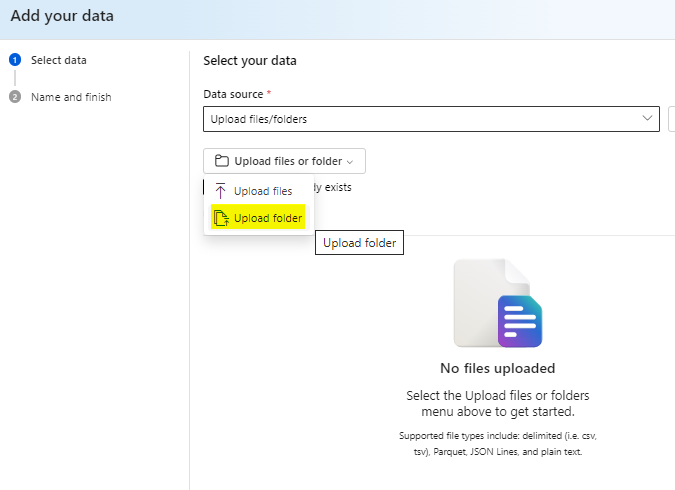 Add your data
1 Select data
2 Name and finish
Select your data
Data source *
Upload files/folders
Upload files or folder
y exists
Upload files
Upload folder
Upload folder
No files uploaded
Select the Upload files or folders
menu above to get started.
Supported file types include: delimited (i.e. csv,
tsv), Parquet, JSON Lines, and plain text.